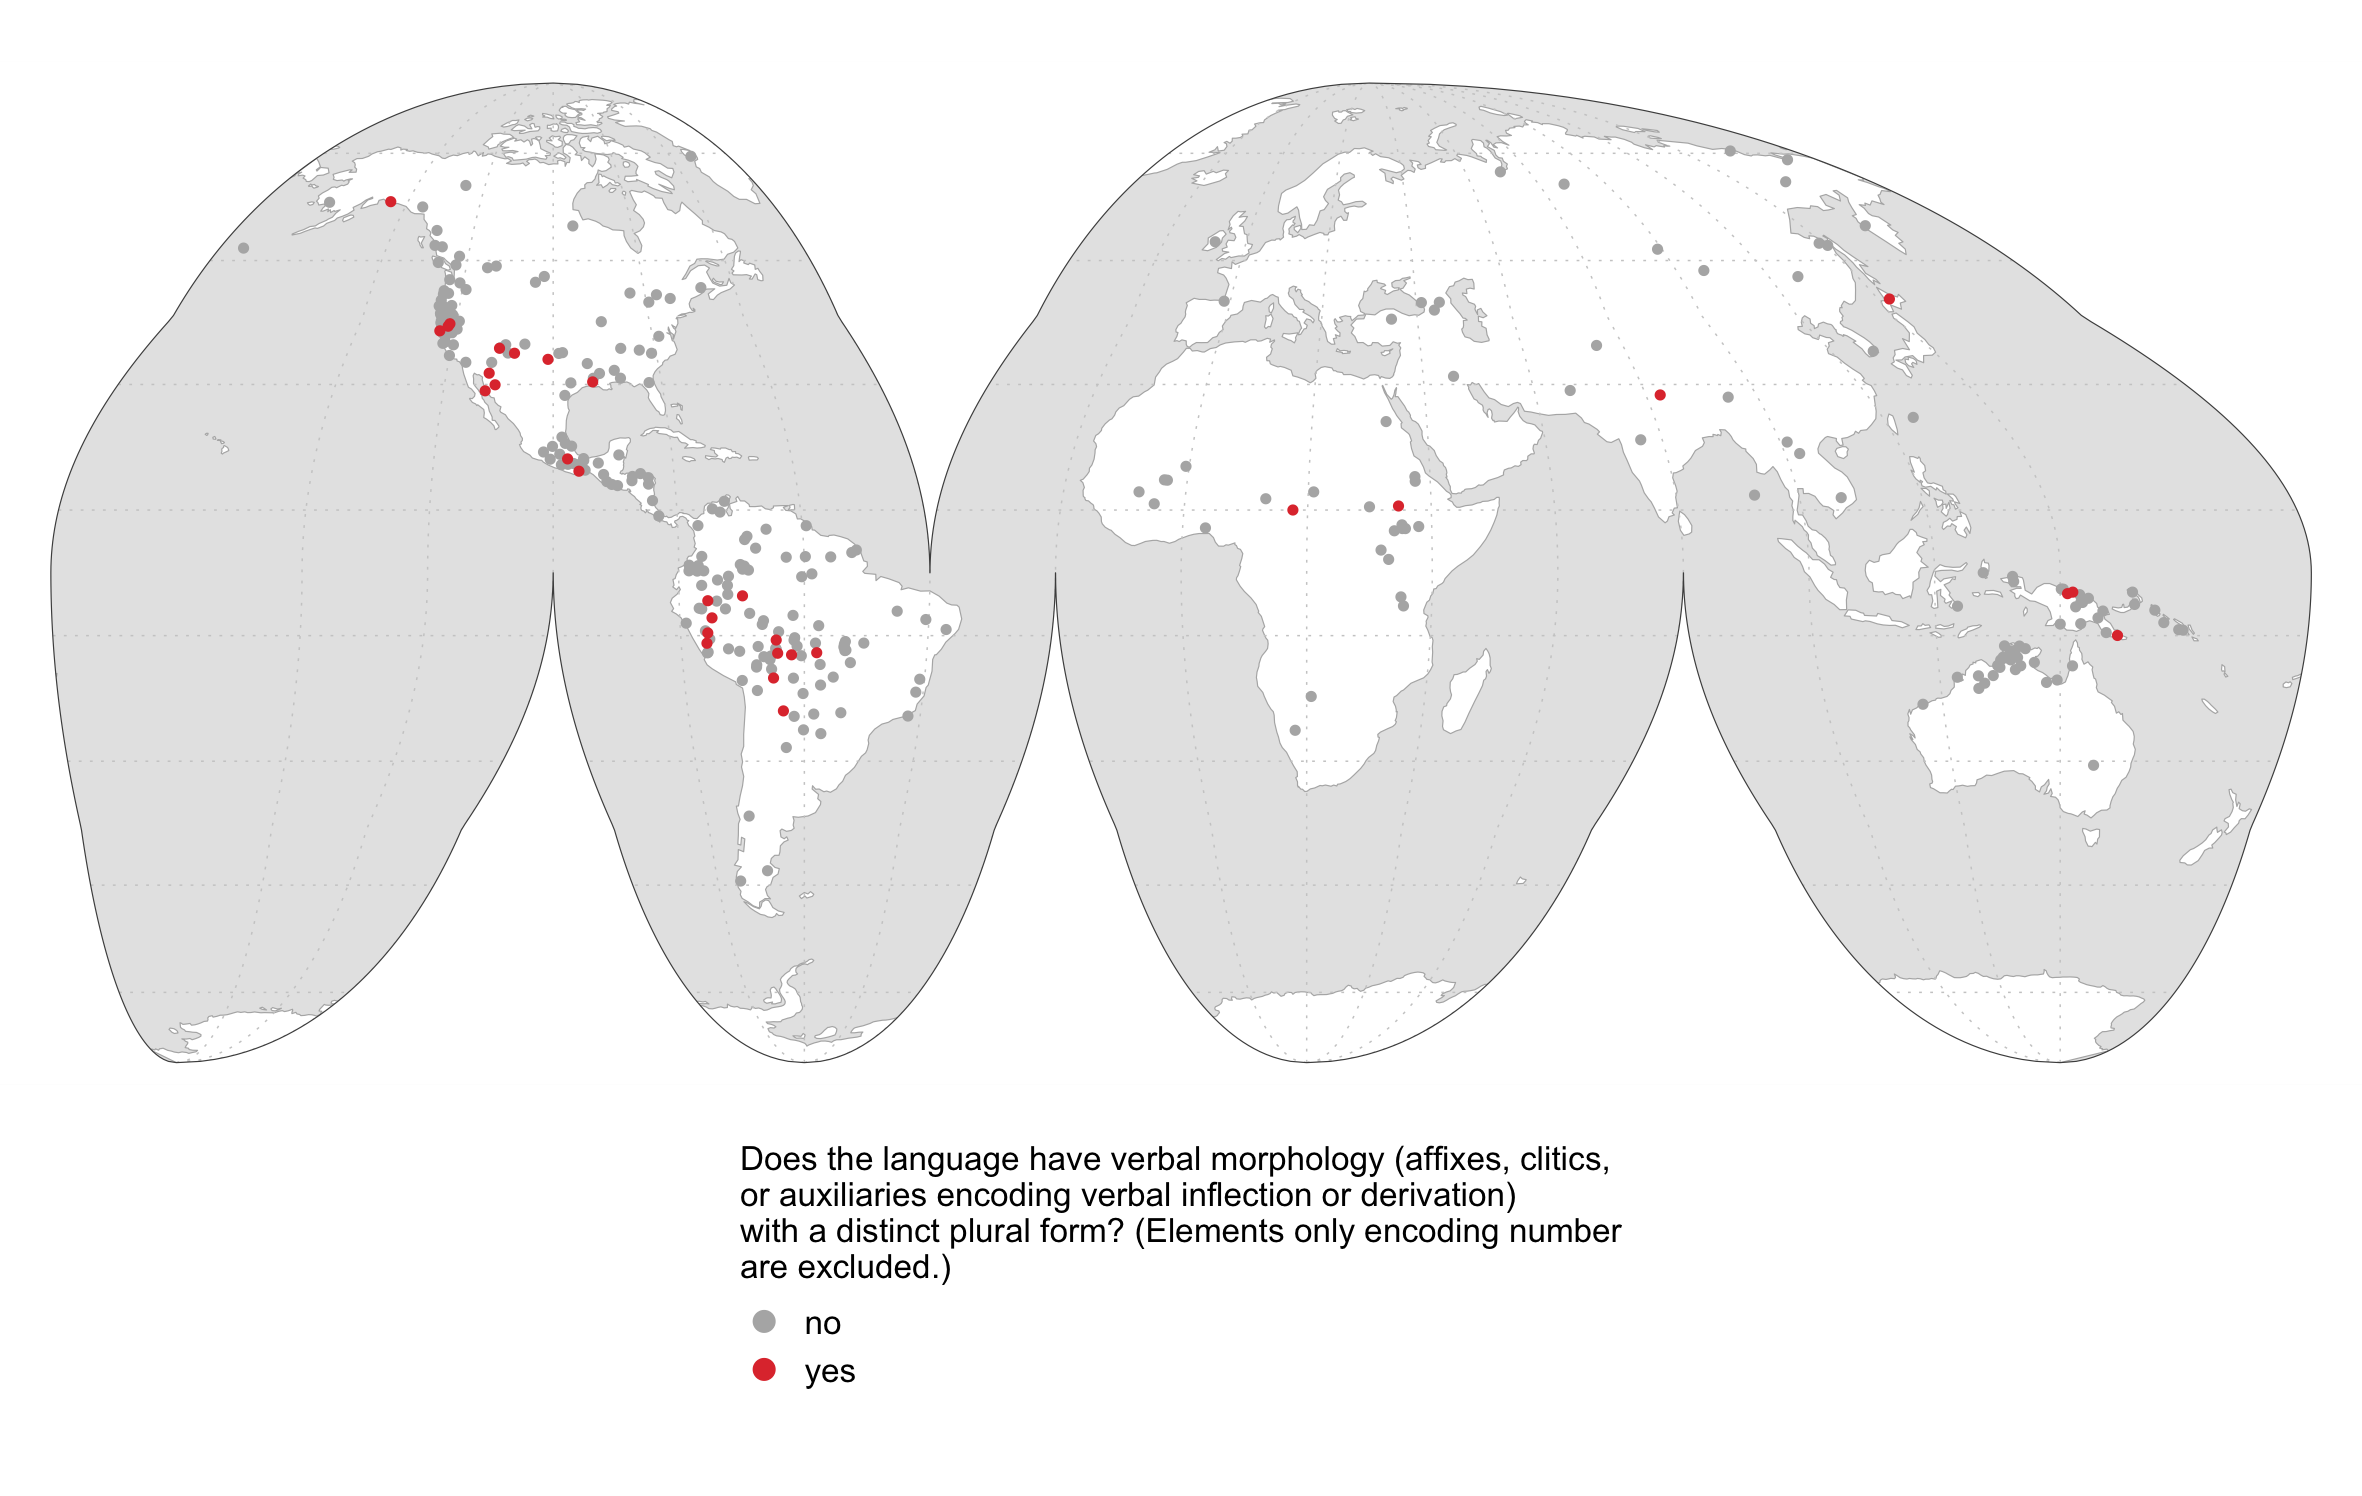 Does the language have verbal morphology (affixes, clitics,
or auxiliaries encoding verbal inflection or derivation)
with a distinct plural form? (Elements only encoding number
are excluded.)
no
yes